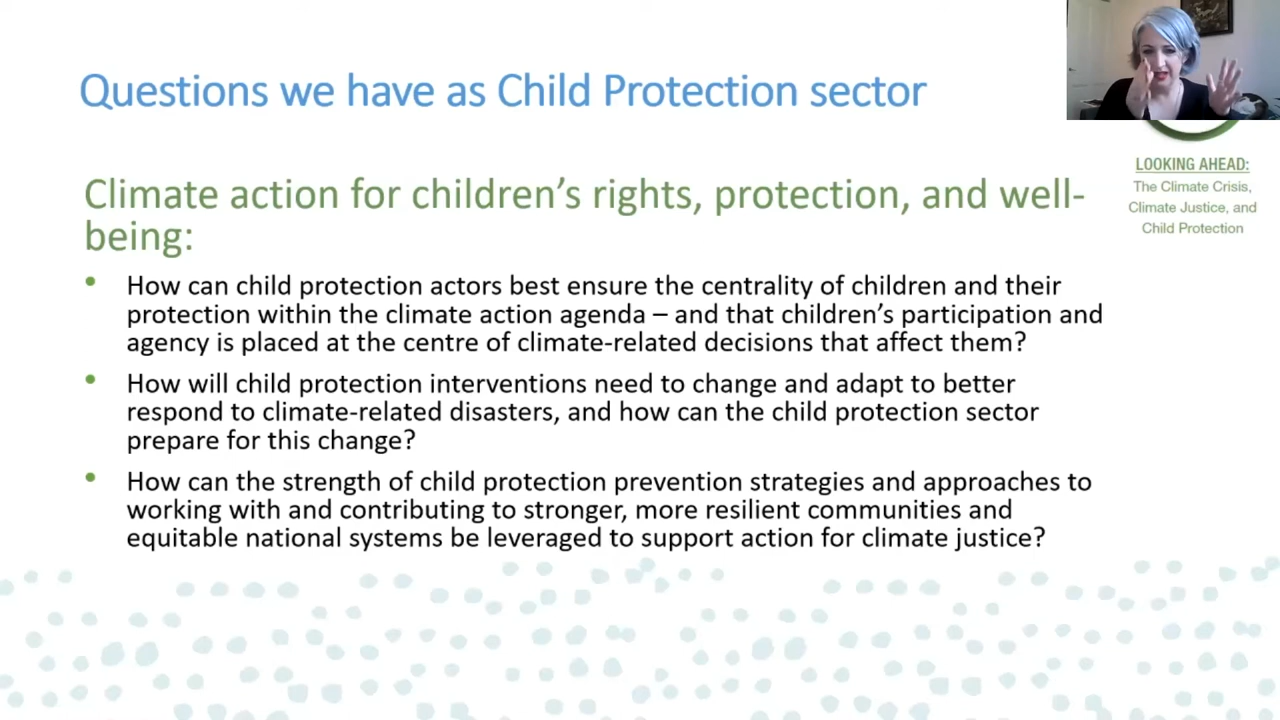 Questions we have as Child Protection sector
LOOKING AHEAD:
The Climate Crisis,
Climate Justice, and
Child Protection
Climate action for children’s rights, protection, and well-
being:
• How can child protection actors best ensure the centrality of children and their
protection within the climate action agenda – and that children’s participation and
agency is placed at the centre of climate-related decisions that affect them?
• How will child protection interventions need to change and adapt to better
respond to climate-related disasters, and how can the child protection sector
prepare for this change?
• How can the strength of child protection prevention strategies and approaches to
working with and contributing to stronger, more resilient communities and
equitable national systems be leveraged to support action for climate justice?